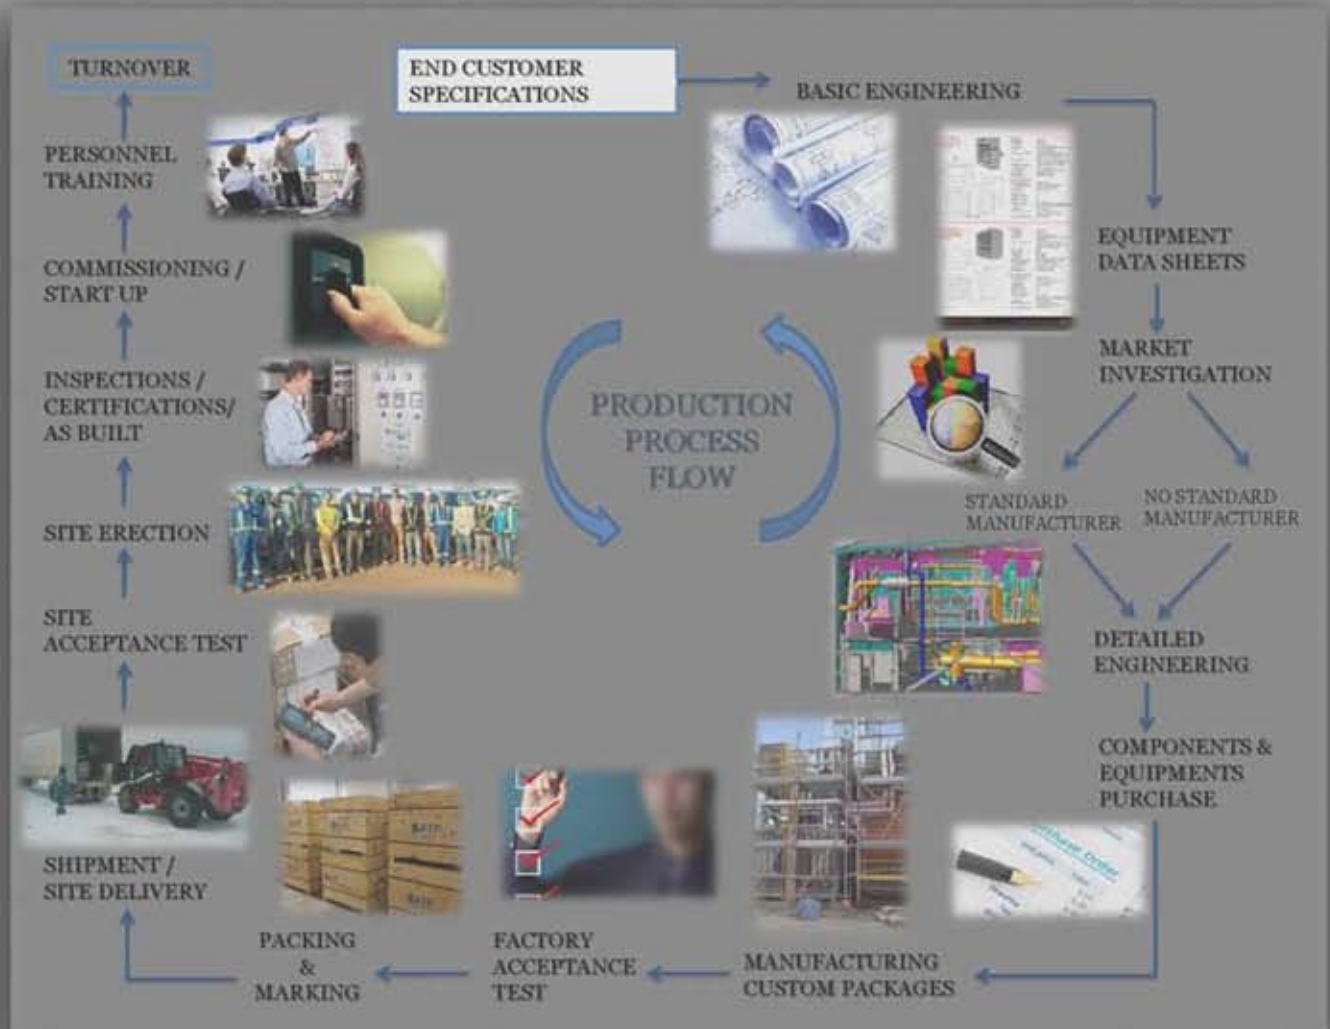 TURNOVER
END CUSTOMER
SPECIFICATIONS
BASIC ENGINEERING
EQUIPMENT
DATA SHEETS
MARKET
INVESTIGATION
STANDARD
MANUFACTURER
NO STANDARD
MANUFACTURER
DETAILED
ENGINEERING
COMPONENTS &
EQUIPMENTS
PURCHASE
MANUFACTURING
CUSTOM PACKAGES
FACTORY
ACCEPTANCE
TEST
PACKING
&
MARKING
SHIPMENT /
SITE DELIVERY
SITE
ACCEPTANCE TEST
SITE ERECTION
INSPECTIONS /
CERTIFICATIONS/
AS BUILT
COMMISSIONING /
START UP
PERSONNEL
TRAINING
PRODUCTION
PROCESS
FLOW